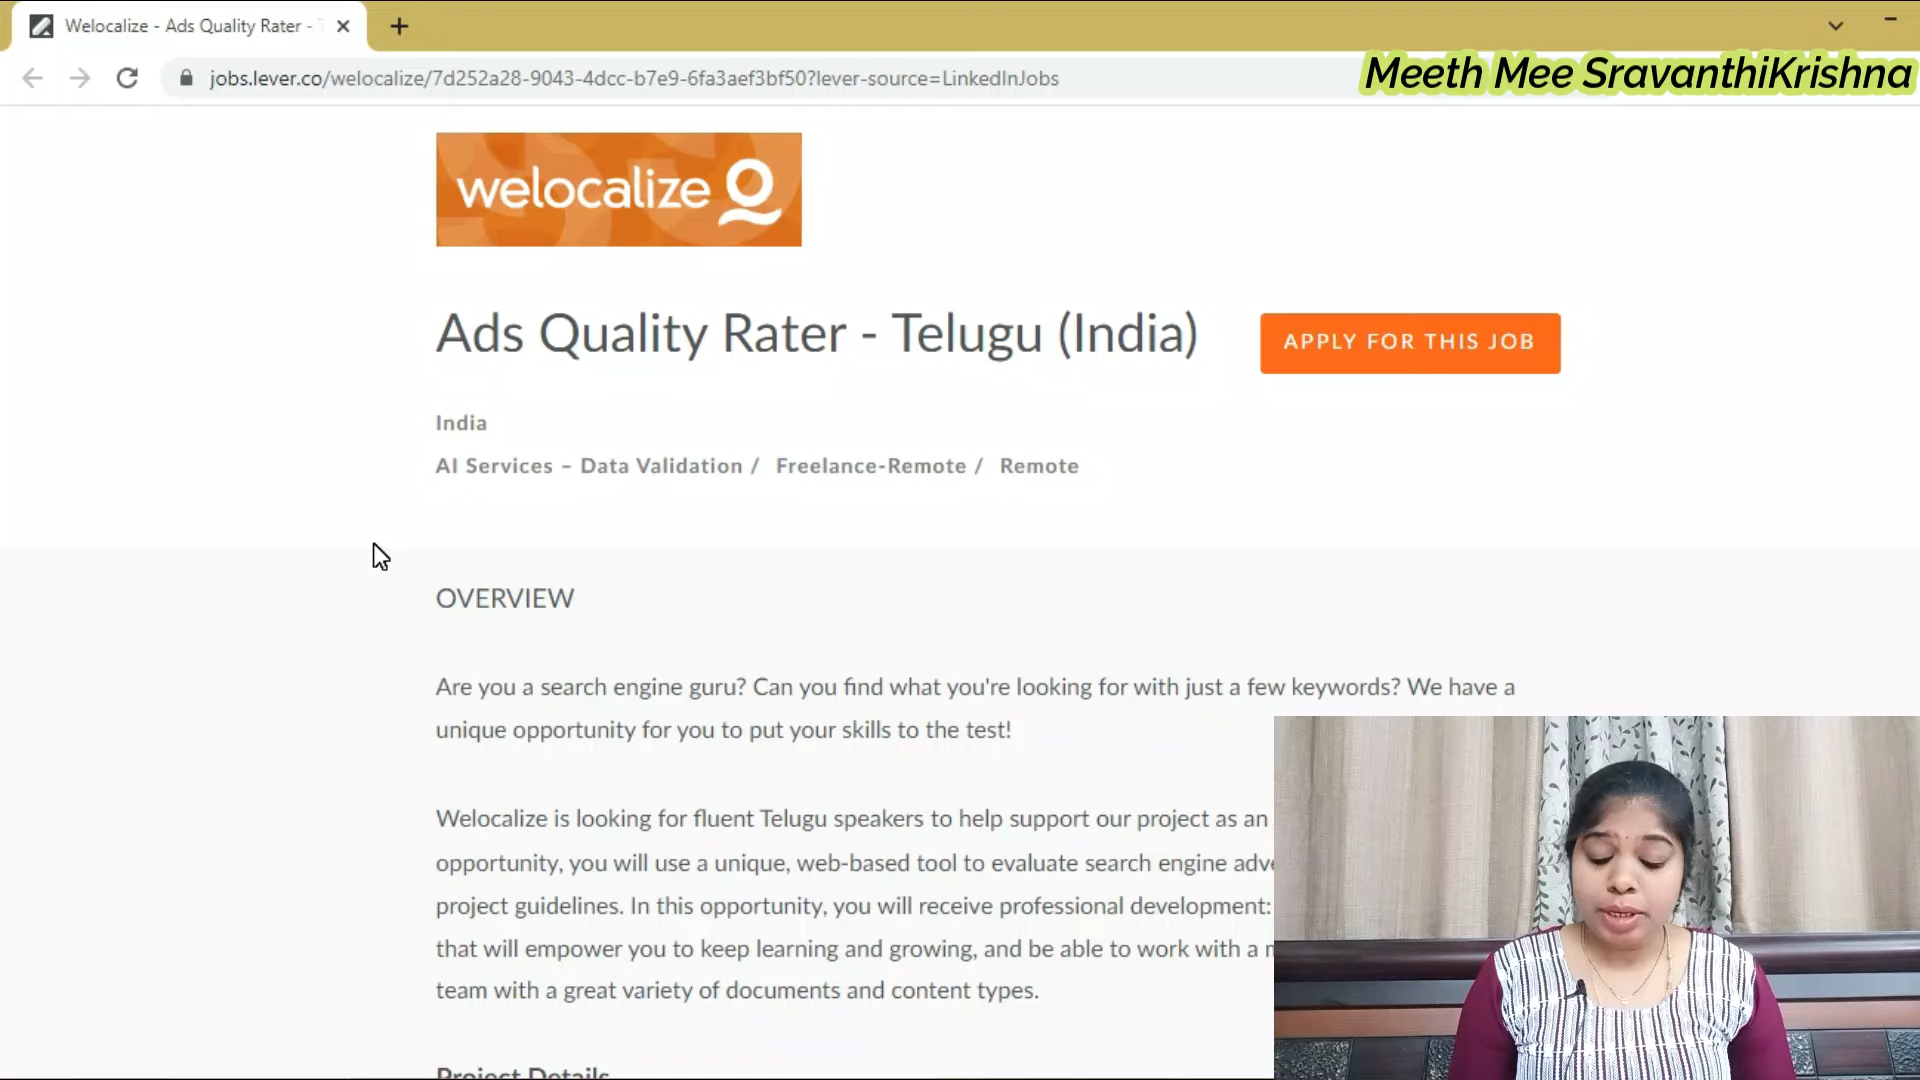 Welocalize - Ads Quality Rater -
jobs.lever.co/welocalize/7d252a28-9043-4dcc-b7e9-6fa3aef3bf50?lever-source=LinkedInJobs
Meeth Mee SravanthiKrishna
welocalize
Ads Quality Rater - Telugu (India)
APPLY FOR THIS JOB
India
AI Services – Data Validation / Freelance-Remote / Remote
OVERVIEW
Are you a search engine guru? Can you find what you're looking for with just a few keywords? We have a
unique opportunity for you to put your skills to the test!
Welocalize is looking for fluent Telugu speakers to help support our project as an
opportunity, you will use a unique, web-based tool to evaluate search engine adve
project guidelines. In this opportunity, you will receive professional development:
that will empower you to keep learning and growing, and be able to work with a
team with a great variety of documents and content types.
Project Details